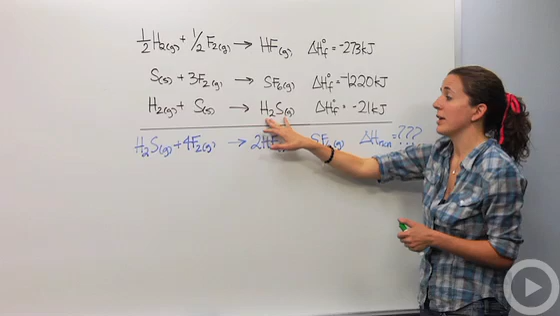 ½H₂(g) + ½F₂(g) → HF(g) ΔH°f = -273kJ
S(s) + 3F₂(g) → SF₆(g) ΔH°f = -1220kJ
H₂(g) + S(s) → H₂S(g) ΔH°f = -21kJ
H₂S(g) + 4F₂(g) → 2HF SF₆(g) ΔHrxn = ???